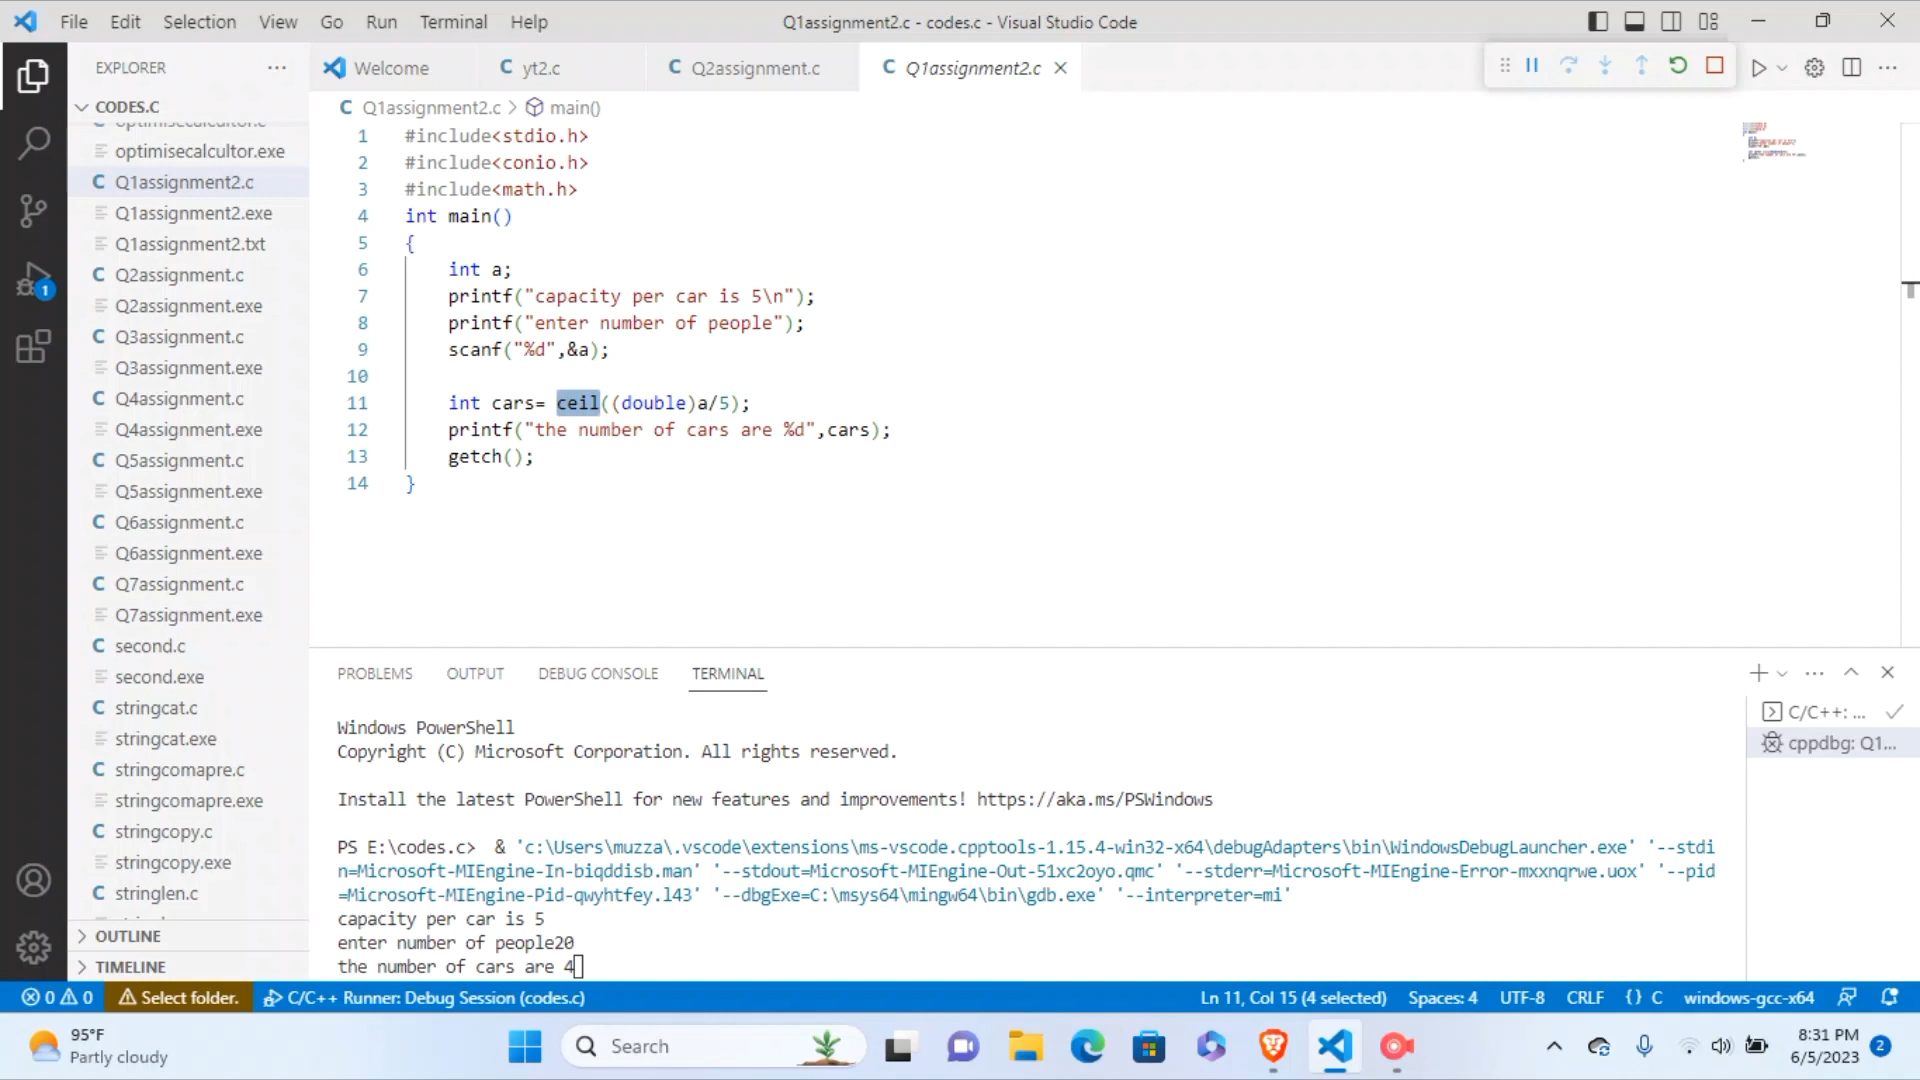 File Edit Selection View Go Run Terminal Help
Q1assignment2.c - codes.c - Visual Studio Code
EXPLORER
Welcome
C yt2.c
C Q2assignment.c
C Q1assignment2.c
CODES.C
optimisecalcultor.c
optimisecalcultor.exe
C Q1assignment2.c
Q1assignment2.exe
Q1assignment2.txt
C Q2assignment.c
Q2assignment.exe
C Q3assignment.c
Q3assignment.exe
C Q4assignment.c
Q4assignment.exe
C Q5assignment.c
Q5assignment.exe
C Q6assignment.c
Q6assignment.exe
C Q7assignment.c
Q7assignment.exe
C second.c
second.exe
C stringcat.c
stringcat.exe
C stringcomapre.c
stringcomapre.exe
C stringcopy.c
stringcopy.exe
C stringlen.c
OUTLINE
TIMELINE
1
C Q1assignment2.c > main()
1 #include<stdio.h>
2 #include<conio.h>
3 #include<math.h>
4 int main()
5 {
6 int a;
7 printf("capacity per car is 5\n");
8 printf("enter number of people");
9 scanf("%d",&a);
10
11 int cars= ceil((double)a/5);
12 printf("the number of cars are %d",cars);
13 getch();
14 }
PROBLEMS OUTPUT DEBUG CONSOLE TERMINAL
C/C++: ...
cppdbg: Q1...
Windows PowerShell
Copyright (C) Microsoft Corporation. All rights reserved.
Install the latest PowerShell for new features and improvements! https://aka.ms/PSWindows
PS E:\codes.c> & 'c:\Users\muzza\.vscode\extensions\ms-vscode.cpptools-1.15.4-win32-x64\debugAdapters\bin\WindowsDebugLauncher.exe' '--stdi
n=Microsoft-MIEngine-In-biqddisb.man' '--stdout=Microsoft-MIEngine-Out-51xc2oyo.qmc' '--stderr=Microsoft-MIEngine-Error-mxxnqrwe.uox' '--pid
=Microsoft-MIEngine-Pid-qwyhtfey.l43' '--dbgExe=C:\msys64\mingw64\bin\gdb.exe' '--interpreter=mi'
capacity per car is 5
enter number of people20
the number of cars are 4
0 0 Select folder. C/C++ Runner: Debug Session (codes.c)
Ln 11, Col 15 (4 selected) Spaces: 4 UTF-8 CRLF {} C windows-gcc-x64
95°F
Partly cloudy
Search
8:31 PM
6/5/2023
2